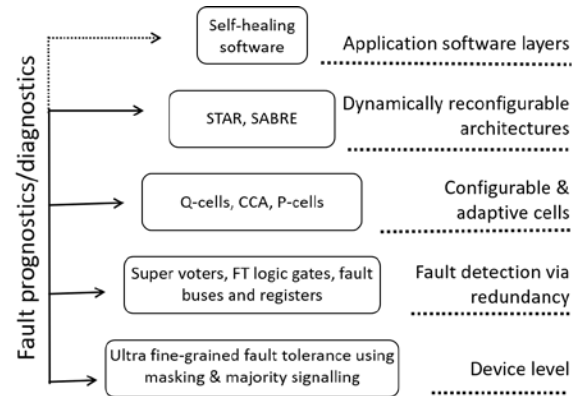 Fault prognostics/diagnostics
Self-healing
software
Application software layers
STAR, SABRE
Dynamically reconfigurable
architectures
Q-cells, CCA, P-cells
Configurable &
adaptive cells
Super voters, FT logic gates, fault
buses and registers
Fault detection via
redundancy
Ultra fine-grained fault tolerance using
masking & majority signalling
Device level